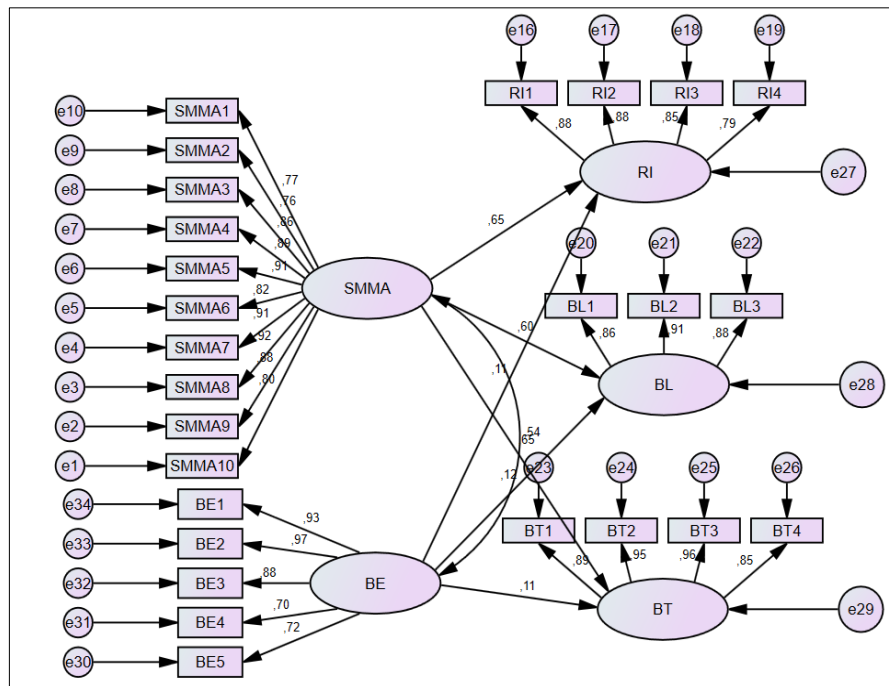 e16
e17
e18
e19
RI1
RI2
RI3
RI4
,88
,88
,85
,79
RI
e27
e10
SMMA1
e9
SMMA2
e8
SMMA3
e7
SMMA4
e6
SMMA5
e5
SMMA6
e4
SMMA7
e3
SMMA8
e2
SMMA9
e1
SMMA10
,77
,76
,86
,89
,91
,82
,91
,92
,88
,80
SMMA
,65
,60
,11
,54
,65
,12
e20
e21
e22
BL1
BL2
BL3
,86
,91
,88
BL
e28
e23
e24
e25
e26
BT1
BT2
BT3
BT4
,89
,95
,96
,85
BT
e29
e34
BE1
e33
BE2
e32
BE3
e31
BE4
e30
BE5
,93
,97
,88
,70
,72
BE
,11